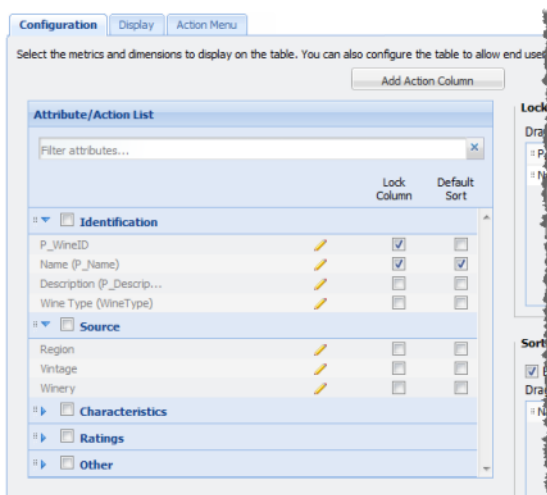 Configuration Display Action Menu
Select the metrics and dimensions to display on the table. You can also configure the table to allow end use
Add Action Column
Lock
Attribute/Action List
Dra
Filter attributes...
P
N
Lock Default
Column Sort
Identification
P_WineID
Name (P_Name)
Description (P_Descrip...
Wine Type (WineType)
Source
Sort
Region
Vintage
E
Winery
Dra
Characteristics
N
Ratings
Other